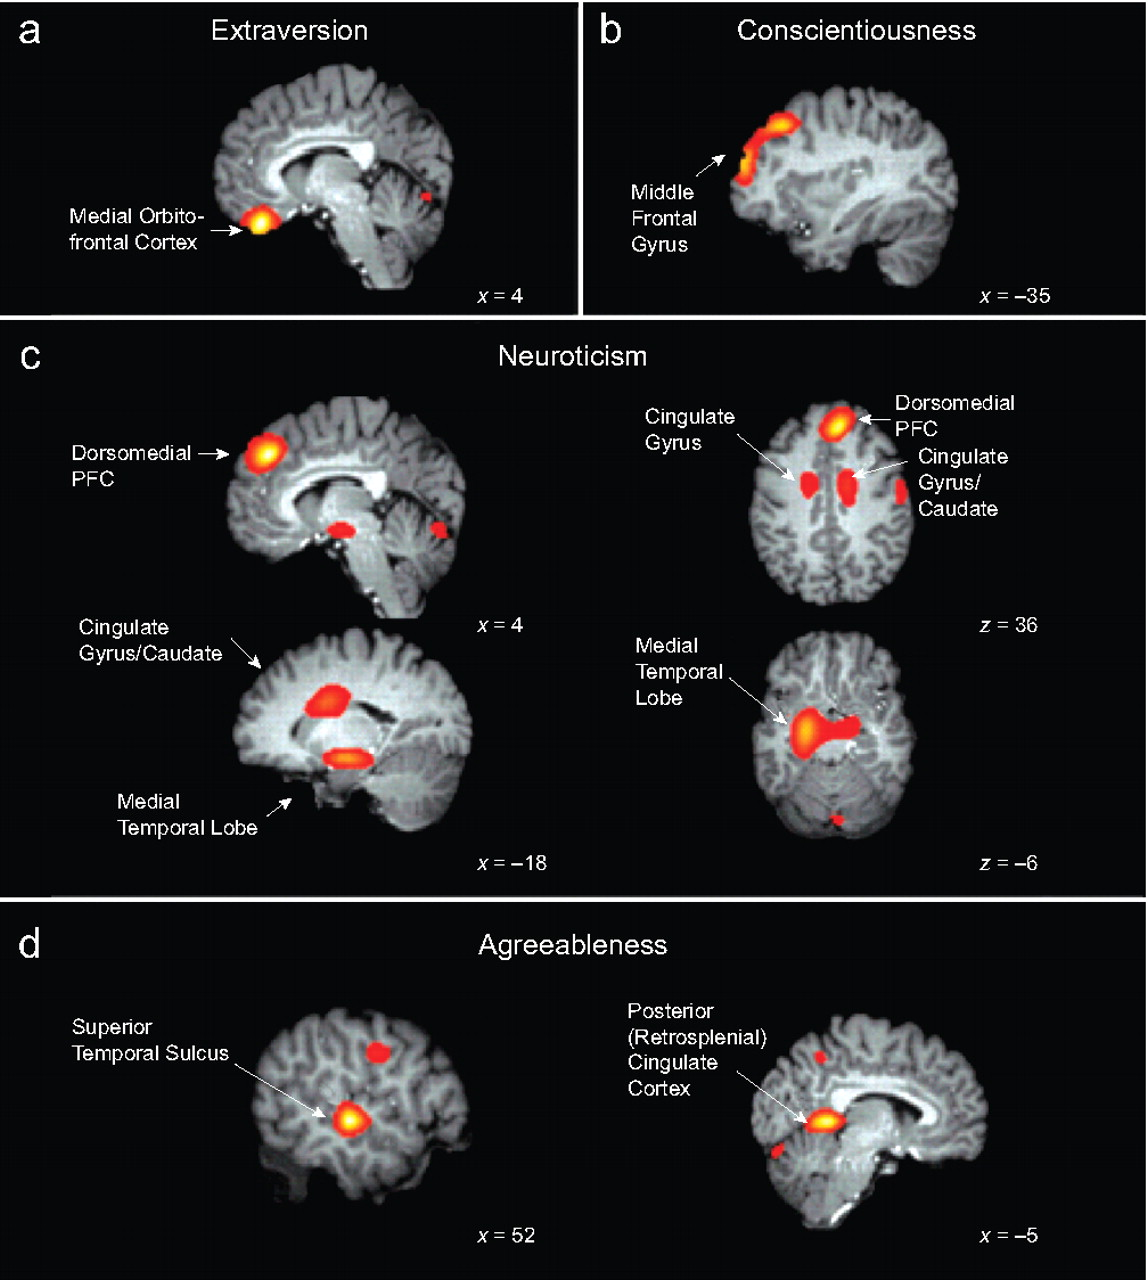 a
Extraversion
Medial Orbito-
frontal Cortex
x = 4
b
Conscientiousness
Middle
Frontal
Gyrus
x = –35
c
Neuroticism
Dorsomedial
PFC
x = 4
Cingulate
Gyrus
Dorsomedial
PFC
Cingulate
Gyrus/
Caudate
z = 36
Cingulate
Gyrus/Caudate
Medial
Temporal Lobe
x = –18
Medial
Temporal
Lobe
z = –6
d
Agreeableness
Superior
Temporal Sulcus
x = 52
Posterior
(Retrosplenial)
Cingulate
Cortex
x = –5